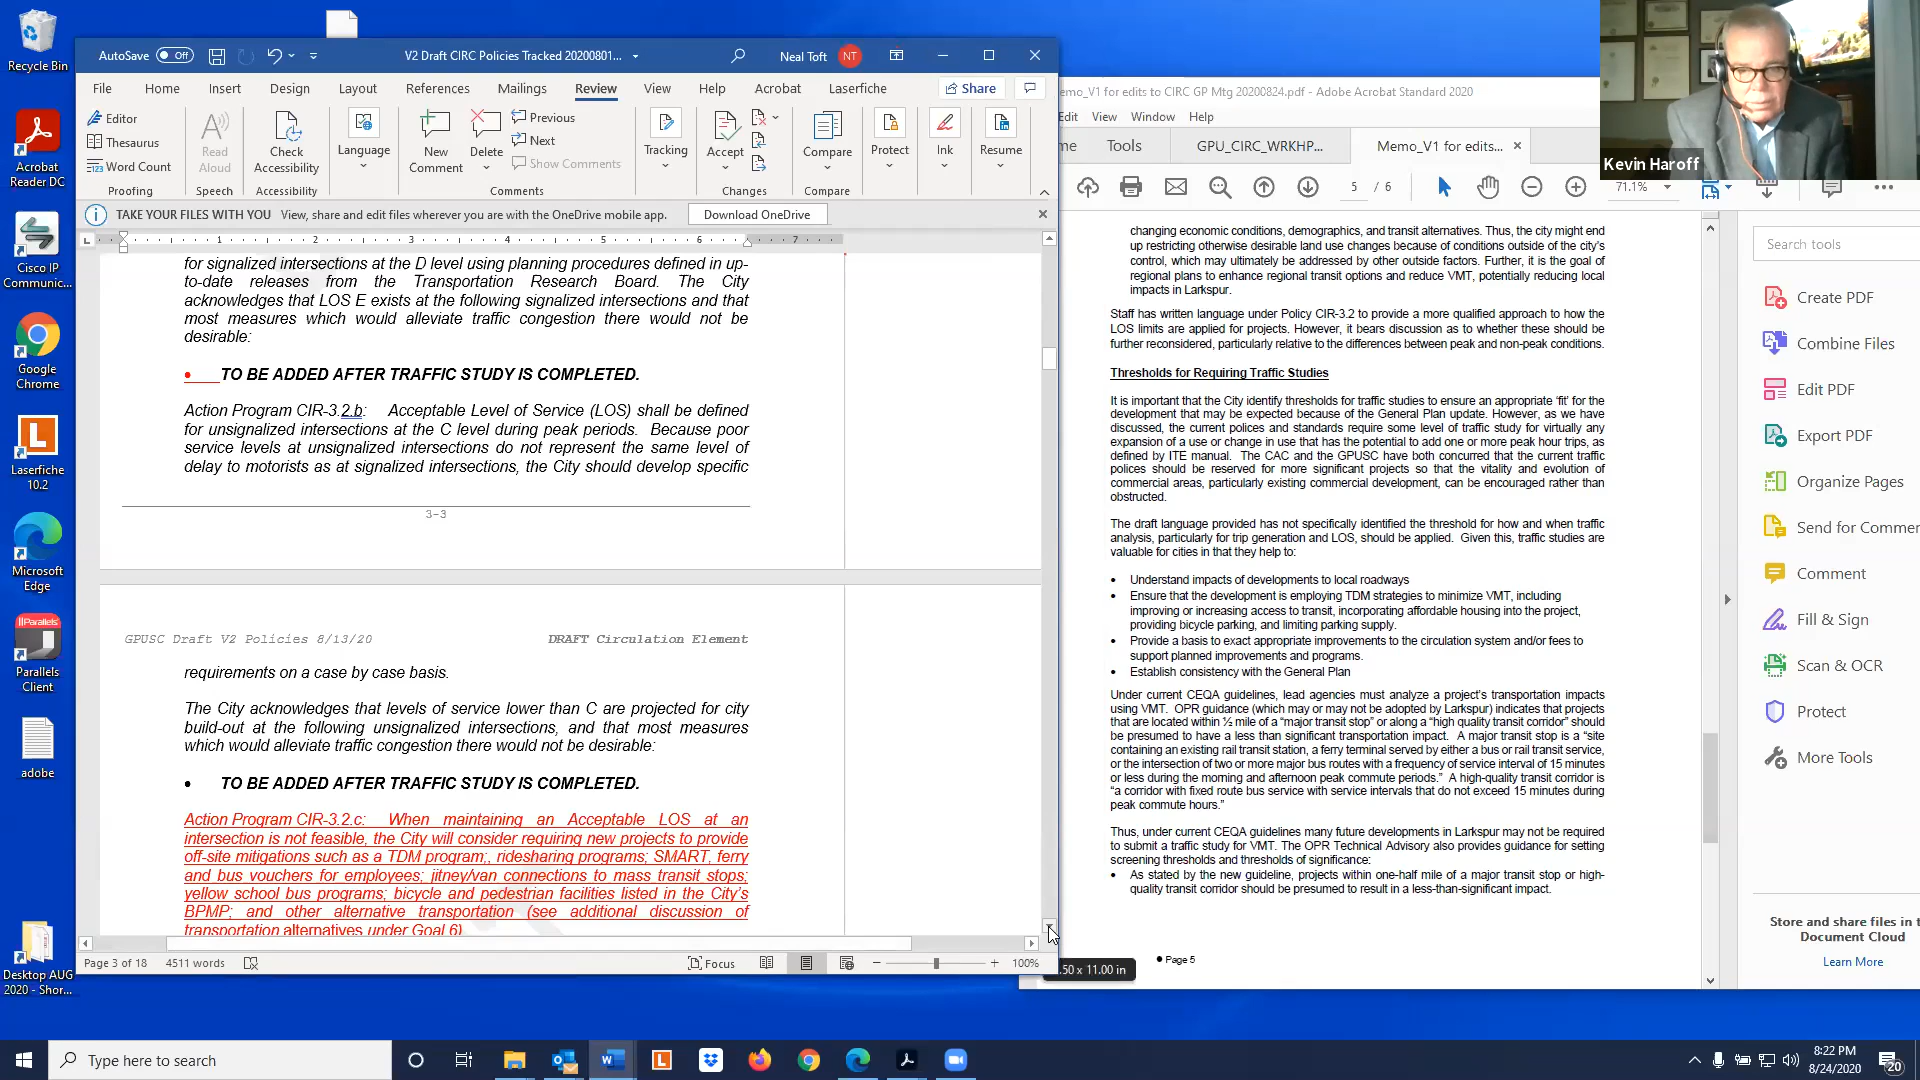 Recycle Bin
Acrobat
Reader DC
Cisco IP
Communic...
Google
Chrome
Laserfiche
10.2
Microsoft
Edge
Parallels
Client
adobe
Desktop AUG
2020 - Shor...
AutoSave Off
V2 Draft CIRC Policies Tracked 20200801...
Neal Toft NT
File Home Insert Design Layout References Mailings Review View Help Acrobat Laserfiche Share
Editor
Thesaurus
Word Count
Proofing
Read
Aloud
Speech
Check
Accessibility
Accessibility
Language
New
Comment
Delete
Previous
Next
Show Comments
Comments
Tracking
Accept
Changes
Compare
Compare
Protect
Ink
Resume
TAKE YOUR FILES WITH YOU View, share and edit files wherever you are with the OneDrive mobile app. Download OneDrive
1 2 3 4 5 6 7
for signalized intersections at the D level using planning procedures defined in up-
to-date releases from the Transportation Research Board. The City
acknowledges that LOS E exists at the following signalized intersections and that
most measures which would alleviate traffic congestion there would not be
desirable:
• TO BE ADDED AFTER TRAFFIC STUDY IS COMPLETED.
Action Program CIR-3.2.b: Acceptable Level of Service (LOS) shall be defined
for unsignalized intersections at the C level during peak periods. Because poor
service levels at unsignalized intersections do not represent the same level of
delay to motorists as at signalized intersections, the City should develop specific
3-3
GPUSC Draft V2 Policies 8/13/20 DRAFT Circulation Element
requirements on a case by case basis.
The City acknowledges that levels of service lower than C are projected for city
build-out at the following unsignalized intersections, and that most measures
which would alleviate traffic congestion there would not be desirable:
• TO BE ADDED AFTER TRAFFIC STUDY IS COMPLETED.
Action Program CIR-3.2.c: When maintaining an Acceptable LOS at an
intersection is not feasible, the City will consider requiring new projects to provide
off-site mitigations such as a TDM program;, ridesharing programs; SMART, ferry
and bus vouchers for employees; jitney/van connections to mass transit stops;
yellow school bus programs; bicycle and pedestrian facilities listed in the City's
BPMP; and other alternative transportation (see additional discussion of
transportation alternatives under Goal 6)
Page 3 of 18 4511 words Focus 100%
emo_V1 for edits to CIRC GP Mtg 20200824.pdf - Adobe Acrobat Standard 2020
Edit View Window Help
me Tools GPU_CIRC_WRKHP... Memo_V1 for edits...
5 / 6 71.1%
changing economic conditions, demographics, and transit alternatives. Thus, the city might end
up restricting otherwise desirable land use changes because of conditions outside of the city's
control, which may ultimately be addressed by other outside factors. Further, it is the goal of
regional plans to enhance regional transit options and reduce VMT, potentially reducing local
impacts in Larkspur.
Staff has written language under Policy CIR-3.2 to provide a more qualified approach to how the
LOS limits are applied for projects. However, it bears discussion as to whether these should be
further reconsidered, particularly relative to the differences between peak and non-peak conditions.
Thresholds for Requiring Traffic Studies
It is important that the City identify thresholds for traffic studies to ensure an appropriate 'fit' for the
development that may be expected because of the General Plan update. However, as we have
discussed, the current polices and standards require some level of traffic study for virtually any
expansion of a use or change in use that has the potential to add one or more peak hour trips, as
defined by ITE manual. The CAC and the GPUSC have both concurred that the current traffic
polices should be reserved for more significant projects so that the vitality and evolution of
commercial areas, particularly existing commercial development, can be encouraged rather than
obstructed.
The draft language provided has not specifically identified the threshold for how and when traffic
analysis, particularly for trip generation and LOS, should be applied. Given this, traffic studies are
valuable for cities in that they help to:
• Understand impacts of developments to local roadways
• Ensure that the development is employing TDM strategies to minimize VMT, including
improving or increasing access to transit, incorporating affordable housing into the project,
providing bicycle parking, and limiting parking supply.
• Provide a basis to exact appropriate improvements to the circulation system and/or fees to
support planned improvements and programs.
• Establish consistency with the General Plan
Under current CEQA guidelines, lead agencies must analyze a project's transportation impacts
using VMT. OPR guidance (which may or may not be adopted by Larkspur) indicates that projects
that are located within ½ mile of a "major transit stop" or along a "high quality transit corridor" should
be presumed to have a less than significant transportation impact. A major transit stop is a "site
containing an existing rail transit station, a ferry terminal served by either a bus or rail transit service,
or the intersection of two or more major bus routes with a frequency of service interval of 15 minutes
or less during the morning and afternoon peak commute periods." A high-quality transit corridor is
"a corridor with fixed route bus service with service intervals that do not exceed 15 minutes during
peak commute hours."
Thus, under current CEQA guidelines many future developments in Larkspur may not be required
to submit a traffic study for VMT. The OPR Technical Advisory also provides guidance for setting
screening thresholds and thresholds of significance:
• As stated by the new guideline, projects within one-half mile of a major transit stop or high-
quality transit corridor should be presumed to result in a less-than-significant impact.
• Page 5
.50 x 11.00 in
Search tools
Create PDF
Combine Files
Edit PDF
Export PDF
Organize Pages
Send for Commer
Comment
Fill & Sign
Scan & OCR
Protect
More Tools
Store and share files in t
Document Cloud
Learn More
Kevin Haroff
Type here to search
8:22 PM
8/24/2020
20